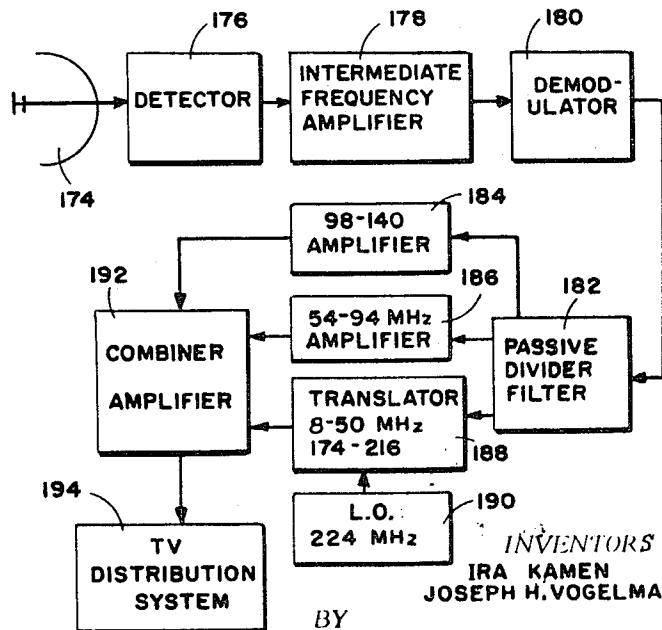 176
178
180
DETECTOR
INTERMEDIATE
FREQUENCY
AMPLIFIER
DEMOD-
ULATOR
174
184
98-140
AMPLIFIER
192
186
182
COMBINER
AMPLIFIER
54-94 MHz
AMPLIFIER
PASSIVE
DIVIDER
FILTER
TRANSLATOR
8-50 MHz
174-216
188
194
L.O.
224 MHz
190
TV
DISTRIBUTION
SYSTEM
INVENTORS
IRA KAMEN
JOSEPH H. VOGELMA
BY